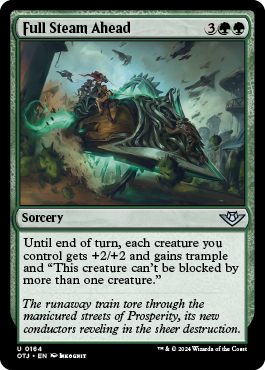 Full Steam Ahead 3
Sorcery
Until end of turn, each creature you
control gets +2/+2 and gains trample
and “This creature can’t be blocked by
more than one creature.”
The runaway train tore through the
manicured streets of Prosperity, its new
conductors reveling in the sheer destruction.
U 0164
OTJ • EN INKOGNIT
™ & © 2024 Wizards of the Coast